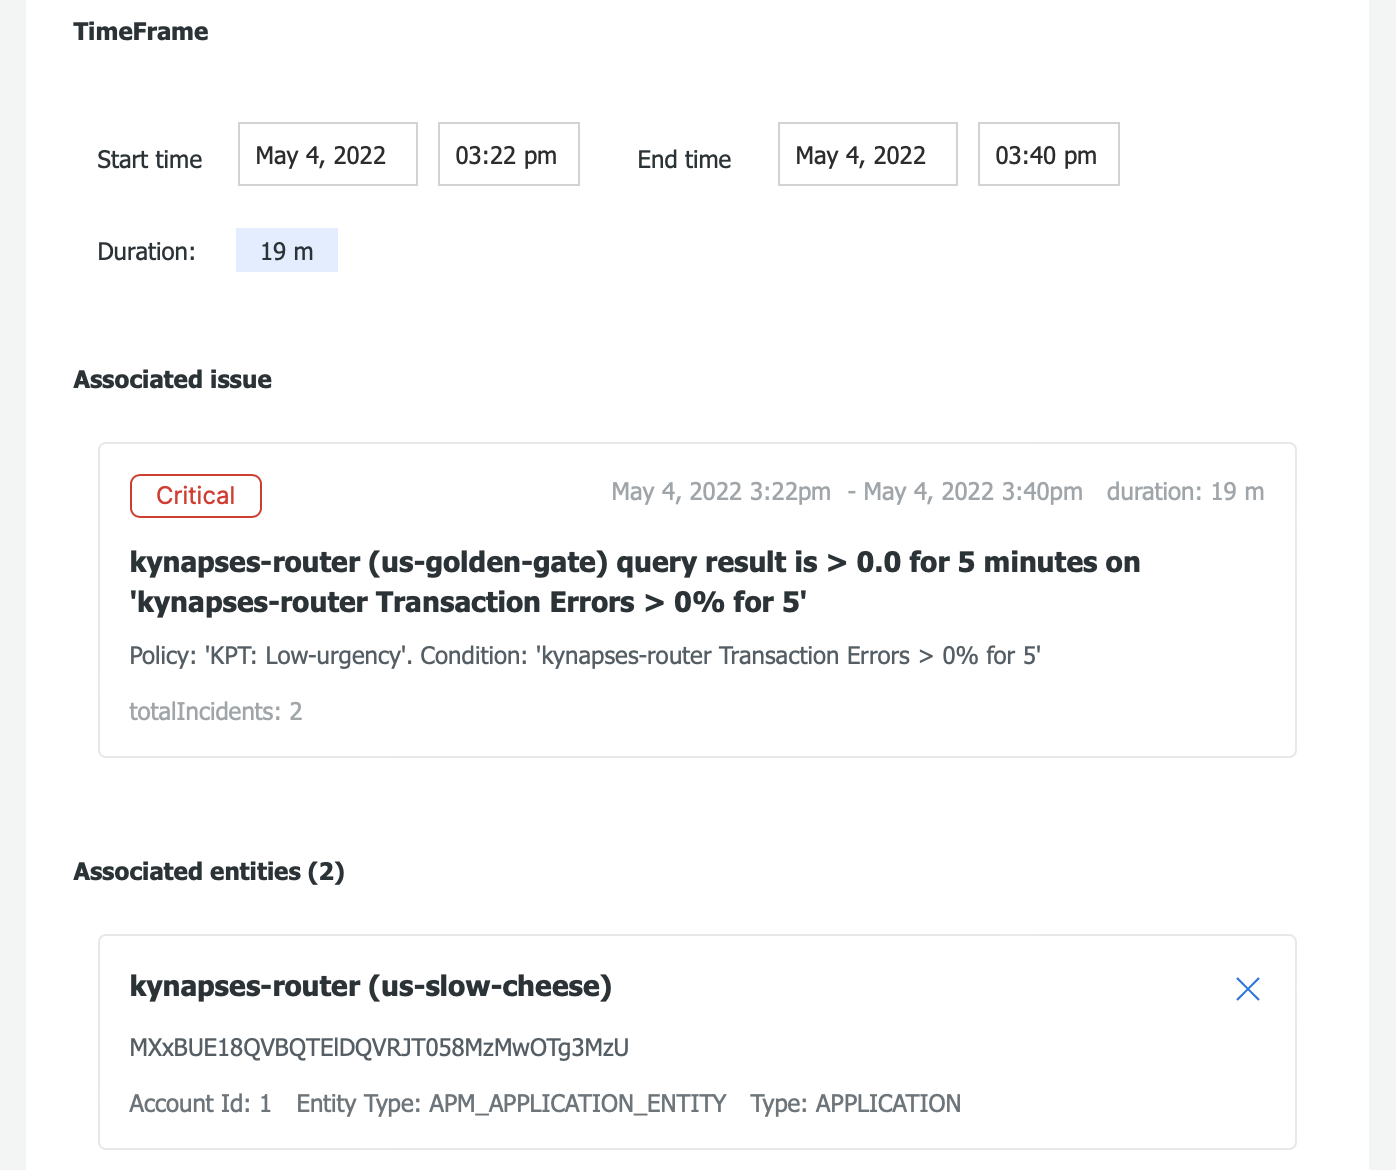 TimeFrame
Start time May 4, 2022 03:22 pm End time May 4, 2022 03:40 pm
Duration: 19 m
Associated issue
Critical May 4, 2022 3:22pm - May 4, 2022 3:40pm duration: 19 m
kynapses-router (us-golden-gate) query result is > 0.0 for 5 minutes on
'kynapses-router Transaction Errors > 0% for 5'
Policy: 'KPT: Low-urgency'. Condition: 'kynapses-router Transaction Errors > 0% for 5'
totalIncidents: 2
Associated entities (2)
kynapses-router (us-slow-cheese)
MXxBUE18QVBQTElDQVRJT058MzMwOTg3MzU
Account Id: 1 Entity Type: APM_APPLICATION_ENTITY Type: APPLICATION